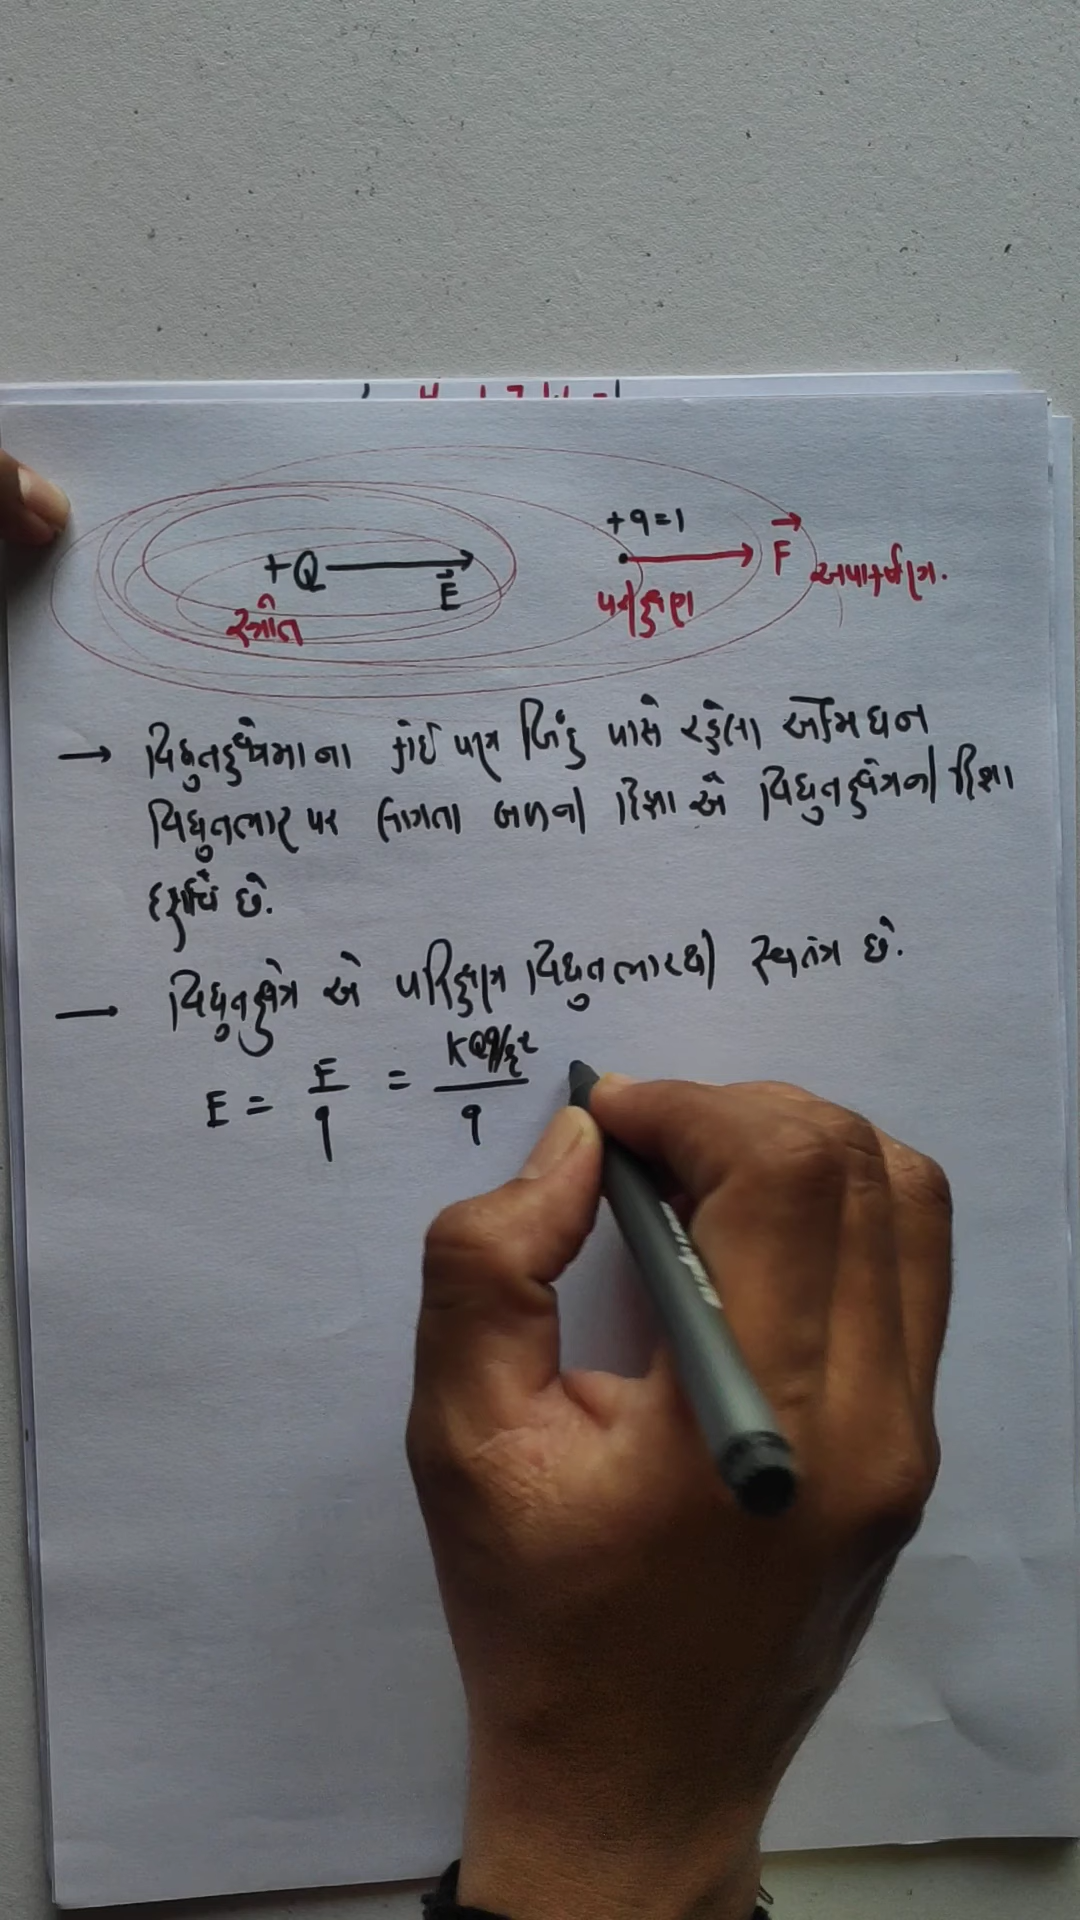 +q=1
+Q
E
F
અપાકર્ષણ.
સ્ત્રોત
પરીક્ષણ
→ વિધુતક્ષેત્રમાના કોઈ પણ બિંદુ પાસે રહેલા એકમ ધન
વિધુતભાર પર લાગતા બળની દિશા એ વિધુતક્ષેત્રની દિશા
દર્શાવે છે.
— વિધુતક્ષેત્ર એ પરિક્ષણ વિધુતભારથી સ્વતંત્ર છે.
E = F/q = (KQq/r²)/q